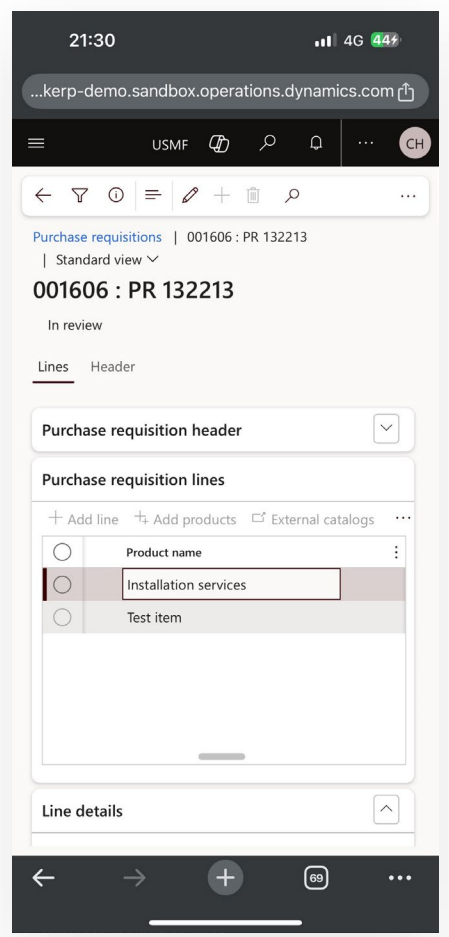 21:30 4G 44
...kerp-demo.sandbox.operations.dynamics.com
USMF CH
Purchase requisitions | 001606 : PR 132213
| Standard view
001606 : PR 132213
In review
Lines Header
Purchase requisition header
Purchase requisition lines
+ Add line Add products External catalogs ...
Product name
Installation services
Test item
Line details
69